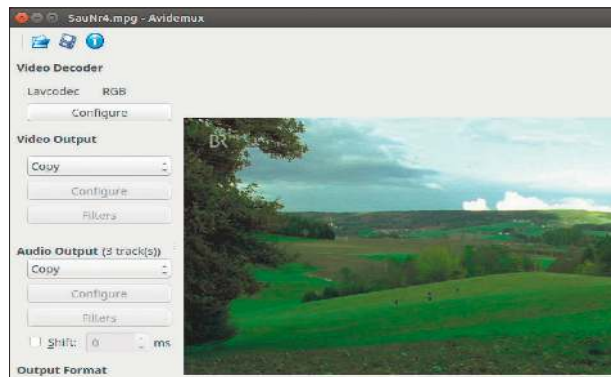 SauNr4.mpg - Avidemux
Video Decoder
Lavcodec RGB
Configure
Video Output
Copy
Configure
Filters
Audio Output (3 track(s))
Copy
Configure
Filters
Shift: 0 ms
Output Format
BR